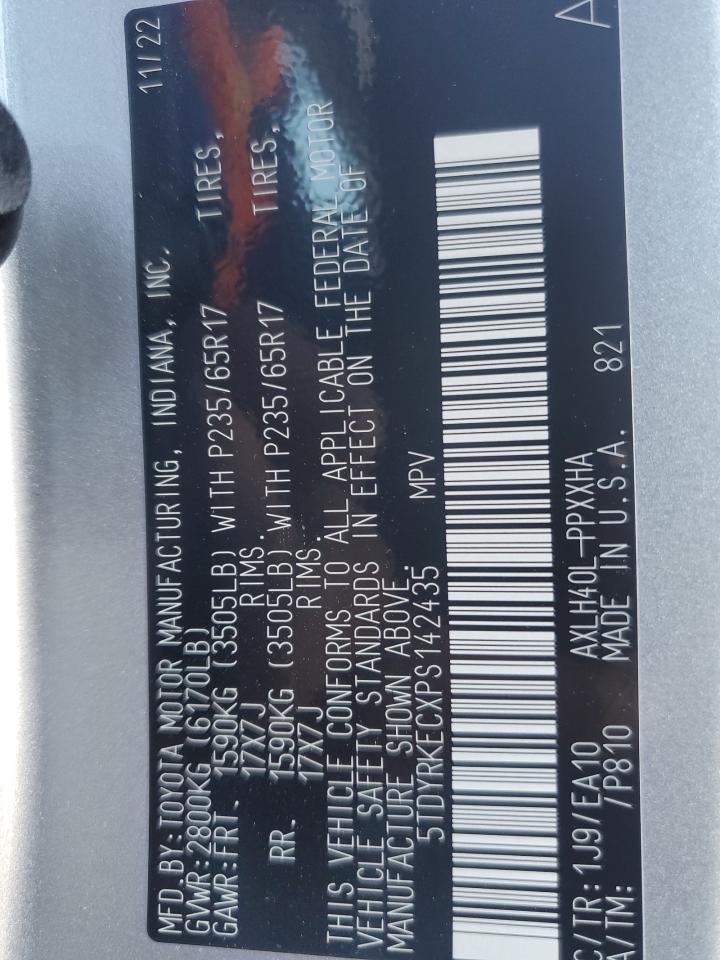 MFD.BY:TOYOTA MOTOR MANUFACTURING, INDIANA, INC. 11/22
GVWR:2800KG (6170LB)
GAWR:FRT. 1590KG (3505LB) WITH P235/65R17 TIRES,
17X7J RIMS.
RR. 1590KG (3505LB) WITH P235/65R17 TIRES,
17X7J RIMS.
THIS VEHICLE CONFORMS TO ALL APPLICABLE FEDERAL MOTOR
VEHICLE SAFETY STANDARDS IN EFFECT ON THE DATE OF
MANUFACTURE SHOWN ABOVE.
5TDYRKECXPS142435 MPV
A
C/TR:1J9/EA10 AXLH40L-PPXXHA
A/TM: /P810 MADE IN U.S.A. 821